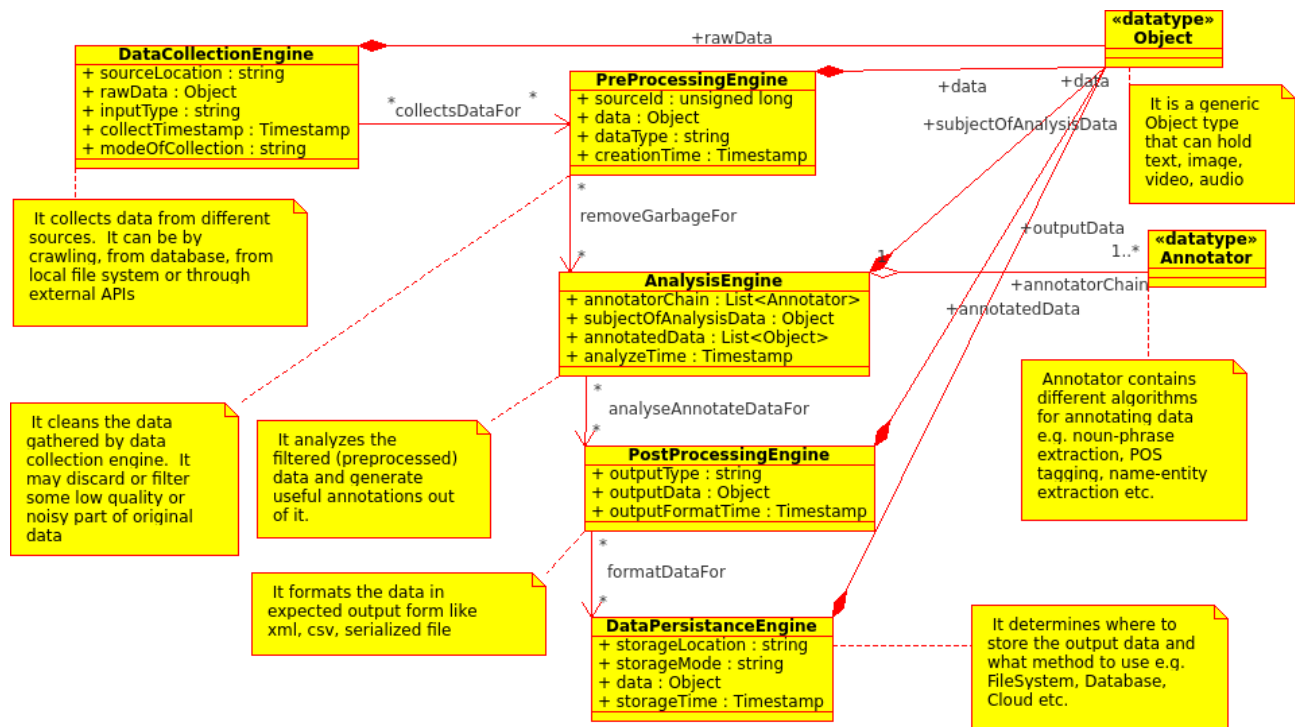 «datatype»
Object
+rawData
DataCollectionEngine
+ sourceLocation : string
+ rawData : Object
+ inputType : string
+ collectTimestamp : Timestamp
+ modeOfCollection : string
*
collectsDataFor
*
PreProcessingEngine
+ sourceId : unsigned long
+ data : Object
+ dataType : string
+ creationTime : Timestamp
+data
+data
+subjectOfAnalysisData
It is a generic
Object type
that can hold
text, image,
video, audio
It collects data from different
sources.  It can be by
crawling, from database, from
local file system or through
external APIs
*
removeGarbageFor
*
+outputData
1
1..*
«datatype»
Annotator
+annotatorChain
+annotatedData
AnalysisEngine
+ annotatorChain : List<Annotator>
+ subjectOfAnalysisData : Object
+ annotatedData : List<Object>
+ analyzeTime : Timestamp
*
analyseAnnotateDataFor
*
Annotator contains
different algorithms
for annotating data
e.g. noun-phrase
extraction, POS
tagging, name-entity
extraction etc.
It cleans the data
gathered by data
collection engine.  It
may discard or filter
some low quality or
noisy part of original
data
It analyzes the
filtered (preprocessed)
data and generate
useful annotations out
of it.
PostProcessingEngine
+ outputType : string
+ outputData : Object
+ outputFormatTime : Timestamp
*
formatDataFor
*
It formats the data in
expected output form like
xml, csv, serialized file
DataPersistanceEngine
+ storageLocation : string
+ storageMode : string
+ data : Object
+ storageTime : Timestamp
It determines where to
store the output data and
what method to use e.g.
FileSystem, Database,
Cloud etc.